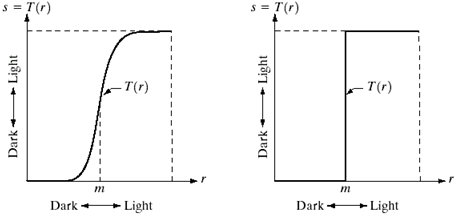 s = T(r)
Dark ◄─► Light
T(r)
m
r
Dark ◄─► Light
s = T(r)
Dark ◄─► Light
T(r)
m
r
Dark ◄─► Light